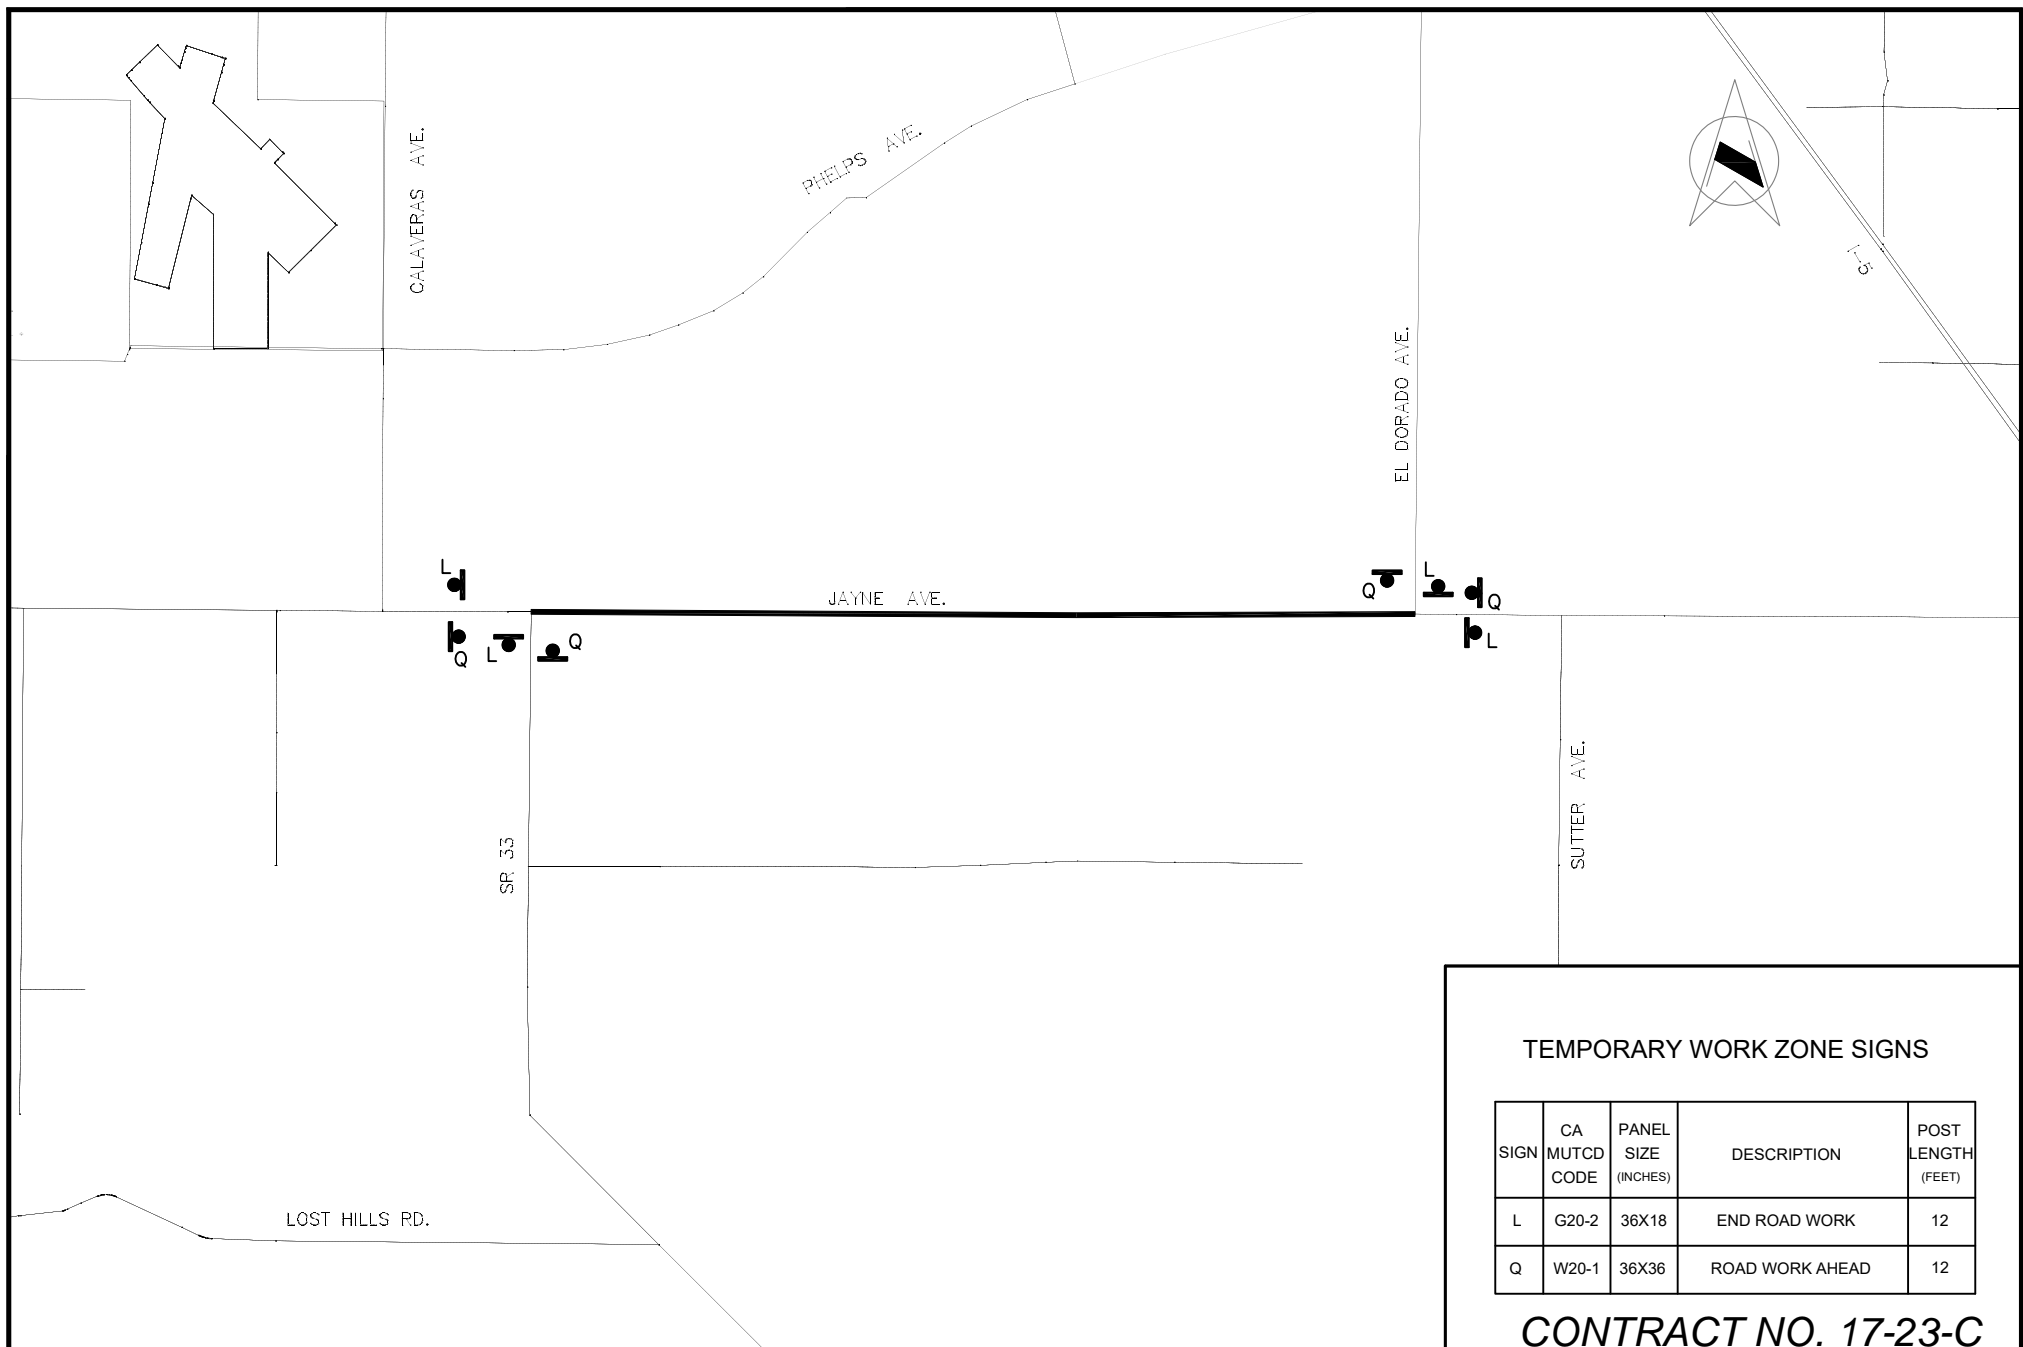 CALAVERAS AVE.
PHELPS AVE.
I-5
EL DORADO AVE.
L
Q
L
Q
JAYNE AVE.
Q
L
Q
L
SUTTER AVE.
SR 33
LOST HILLS RD.
TEMPORARY WORK ZONE SIGNS
SIGN
CA
MUTCD
CODE
PANEL
SIZE
(INCHES)
DESCRIPTION
POST
LENGTH
(FEET)
L G20-2 36X18 END ROAD WORK 12
Q W20-1 36X36 ROAD WORK AHEAD 12
CONTRACT NO. 17-23-C